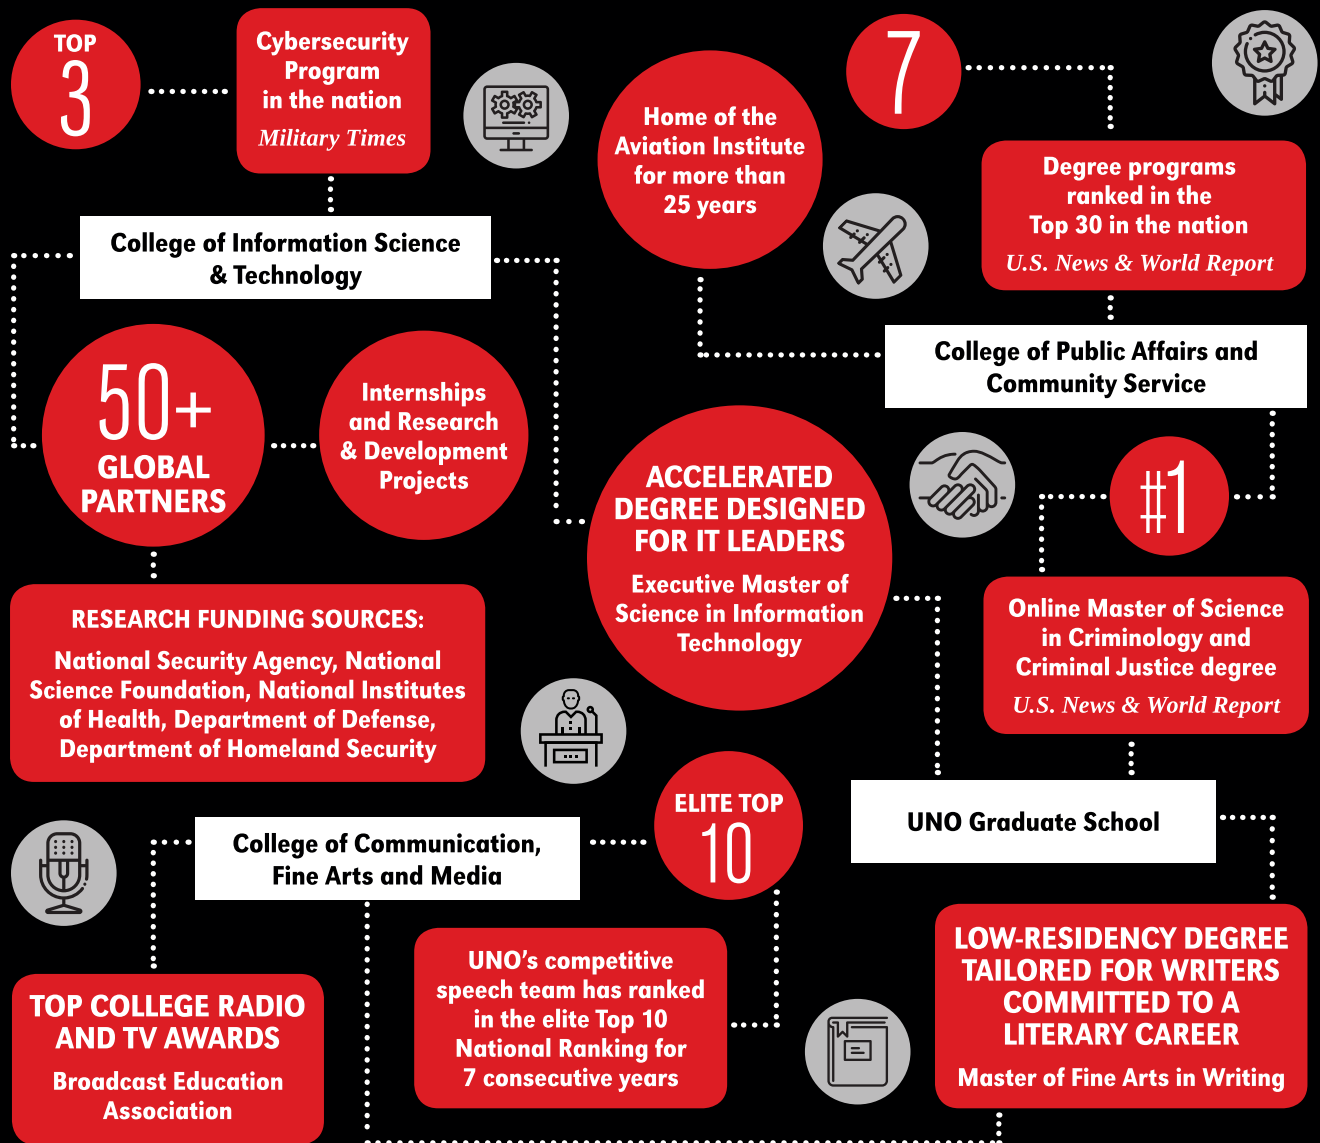 TOP
3
Cybersecurity
Program
in the nation
Military Times
College of Information Science
& Technology
50+
GLOBAL
PARTNERS
Internships
and Research
& Development
Projects
RESEARCH FUNDING SOURCES:
National Security Agency, National
Science Foundation, National Institutes
of Health, Department of Defense,
Department of Homeland Security
Home of the
Aviation Institute
for more than
25 years
7
Degree programs
ranked in the
Top 30 in the nation
U.S. News & World Report
College of Public Affairs and
Community Service
ACCELERATED
DEGREE DESIGNED
FOR IT LEADERS
Executive Master of
Science in Information
Technology
#1
Online Master of Science
in Criminology and
Criminal Justice degree
U.S. News & World Report
UNO Graduate School
College of Communication,
Fine Arts and Media
ELITE TOP
10
TOP COLLEGE RADIO
AND TV AWARDS
Broadcast Education
Association
UNO’s competitive
speech team has ranked
in the elite Top 10
National Ranking for
7 consecutive years
LOW-RESIDENCY DEGREE
TAILORED FOR WRITERS
COMMITTED TO A
LITERARY CAREER
Master of Fine Arts in Writing